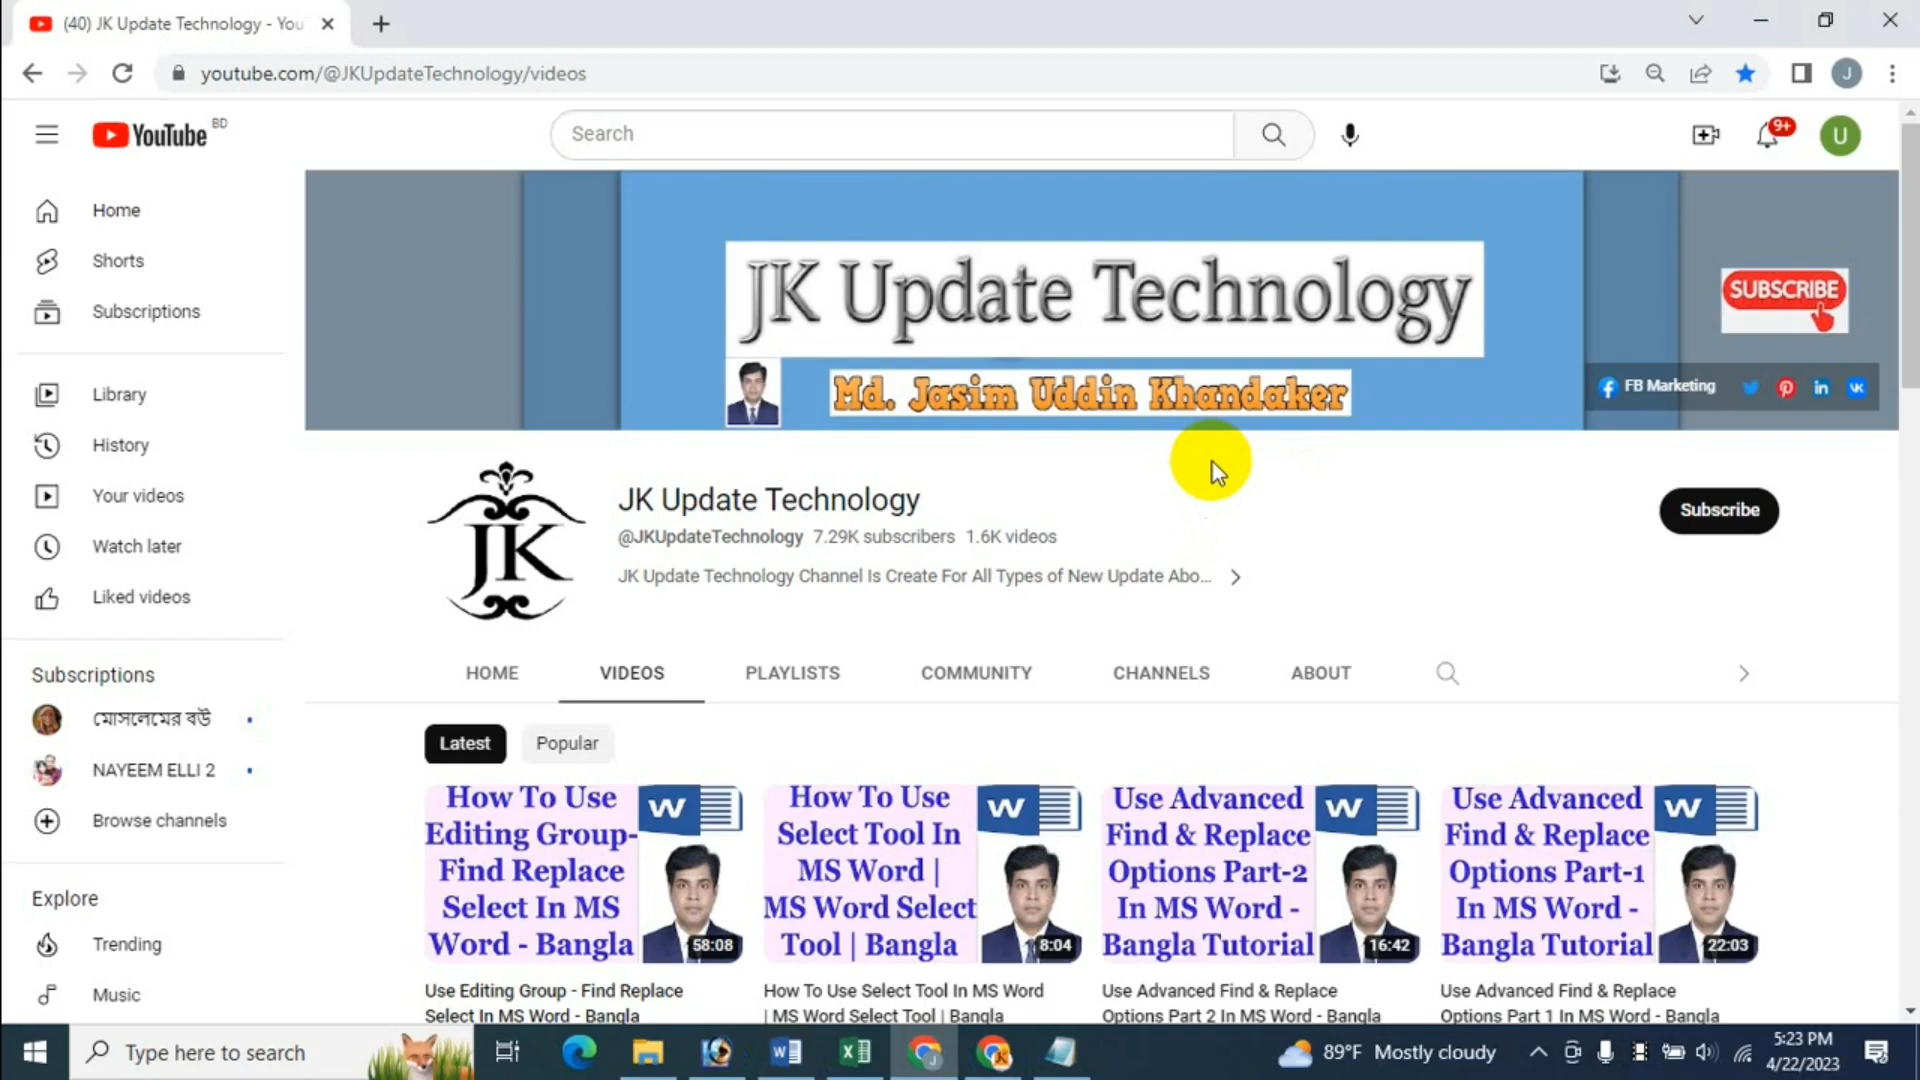 (40) JK Update Technology - You
youtube.com/@JKUpdateTechnology/videos
J
YouTube BD
Search
9+
U
Home
Shorts
Subscriptions
Library
History
Your videos
Watch later
Liked videos
Subscriptions
মোসলেমের বউ
NAYEEM ELLI 2
Browse channels
Explore
Trending
Music
JK Update Technology
Md. Jasim Uddin Khandaker
SUBSCRIBE
FB Marketing
JK
JK Update Technology
@JKUpdateTechnology 7.29K subscribers 1.6K videos
JK Update Technology Channel Is Create For All Types of New Update Abo...
Subscribe
HOME VIDEOS PLAYLISTS COMMUNITY CHANNELS ABOUT
Latest Popular
How To Use
Editing Group-
Find Replace
Select In MS
Word - Bangla
W
58:08
Use Editing Group - Find Replace
Select In MS Word - Bangla
How To Use
Select Tool In
MS Word |
MS Word Select
Tool | Bangla
W
8:04
How To Use Select Tool In MS Word
| MS Word Select Tool | Bangla
Use Advanced
Find & Replace
Options Part-2
In MS Word -
Bangla Tutorial
W
16:42
Use Advanced Find & Replace
Options Part 2 In MS Word - Bangla
Use Advanced
Find & Replace
Options Part-1
In MS Word -
Bangla Tutorial
W
22:03
Use Advanced Find & Replace
Options Part 1 In MS Word - Bangla
Type here to search
89°F Mostly cloudy
5:23 PM
4/22/2023